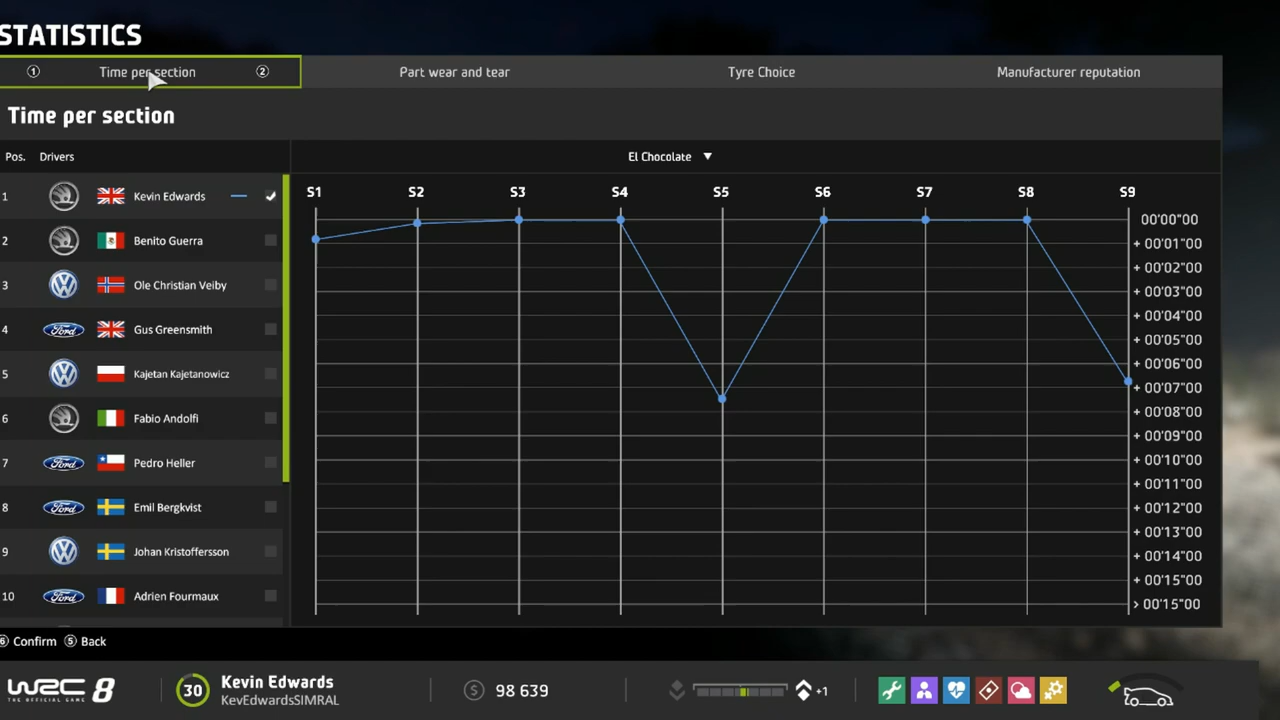 STATISTICS
1 Time per section 2 Part wear and tear Tyre Choice Manufacturer reputation
Time per section
Pos. Drivers El Chocolate
S1 S2 S3 S4 S5 S6 S7 S8 S9
1 Kevin Edwards
2 Benito Guerra
3 Ole Christian Veiby
4 Ford Gus Greensmith
5 Kajetan Kajetanowicz
6 Fabio Andolfi
7 Ford Pedro Heller
8 Ford Emil Bergkvist
9 Johan Kristoffersson
10 Ford Adrien Fourmaux
00'00"00
+ 00'01"00
+ 00'02"00
+ 00'03"00
+ 00'04"00
+ 00'05"00
+ 00'06"00
+ 00'07"00
+ 00'08"00
+ 00'09"00
+ 00'10"00
+ 00'11"00
+ 00'12"00
+ 00'13"00
+ 00'14"00
+ 00'15"00
> 00'15"00
6 Confirm 5 Back
WRC 8
THE OFFICIAL GAME
30
Kevin Edwards
KevEdwardsSIMRAL
$ 98 639
+1